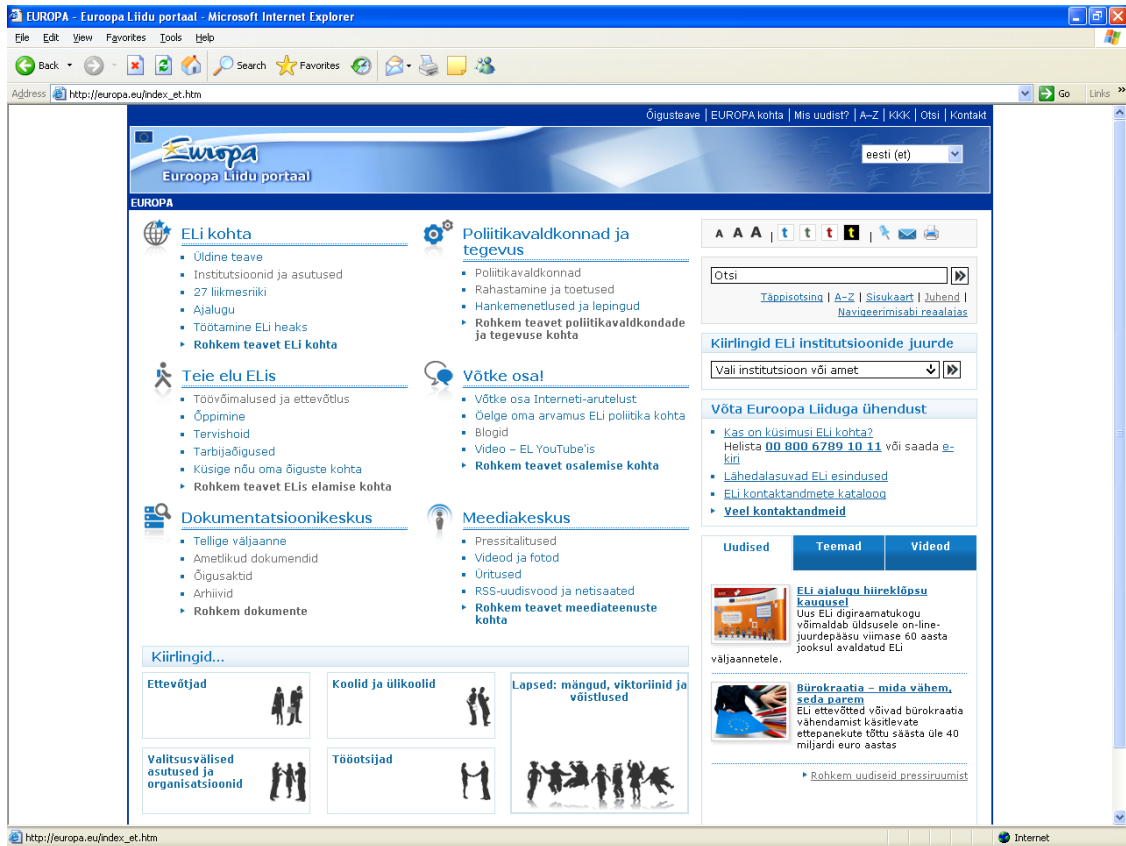 EUROPA - Euroopa Liidu portaal - Microsoft Internet Explorer
File Edit View Favorites Tools Help
Back Search Favorites
Address http://europa.eu/index_et.htm Go Links
Õigusteave | EUROPA kohta | Mis uudist? | A–Z | KKK | Otsi | Kontakt
Europa
Euroopa Liidu portaal
eesti (et)
EUROPA
ELi kohta
Üldine teave
Institutsioonid ja asutused
27 liikmesriiki
Ajalugu
Töötamine ELi heaks
Rohkem teavet ELi kohta
Poliitikavaldkonnad ja
tegevus
Poliitikavaldkonnad
Rahastamine ja toetused
Hankemenetlused ja lepingud
Rohkem teavet poliitikavaldkondade
ja tegevuse kohta
Teie elu ELis
Töövõimalused ja ettevõtlus
Õppimine
Tervishoid
Tarbijaõigused
Küsige nõu oma õiguste kohta
Rohkem teavet ELis elamise kohta
Võtke osa!
Võtke osa Interneti-arutelust
Öelge oma arvamus ELi poliitika kohta
Blogid
Video – EL YouTube'is
Rohkem teavet osalemise kohta
Dokumentatsioonikeskus
Tellige väljaanne
Ametlikud dokumendid
Õigusaktid
Arhiivid
Rohkem dokumente
Meediakeskus
Pressitalitused
Videod ja fotod
Üritused
RSS-uudisvood ja netisaated
Rohkem teavet meediateenuste
kohta
Kiirlingid...
Ettevõtjad
Koolid ja ülikoolid
Lapsed: mängud, viktoriinid ja
võistlused
Valitsusvälised
asutused ja
organisatsioonid
Tööotsijad
A A A | t t t t |
Otsi
Täppisotsing | A–Z | Sisukaart | Juhend |
Navigeerimisabi reaalajas
Kiirlingid ELi institutsioonide juurde
Vali institutsioon või amet
Võta Euroopa Liiduga ühendust
Kas on küsimusi ELi kohta?
Helista 00 800 6789 10 11 või saada e-
kiri
Lähedalasuvad ELi esindused
ELi kontaktandmete kataloog
Veel kontaktandmeid
Uudised Teemad Videod
ELi ajalugu hiireklõpsu
kaugusel
Uus ELi digiraamatukogu
võimaldab üldsusele on-line-
juurdepääsu viimase 60 aasta
jooksul avaldatud ELi
väljaannetele.
Bürokraatia – mida vähem,
seda parem
ELi ettevõtted võivad bürokraatia
vähendamist käsitlevate
ettepanekute tõttu säästa üle 40
miljardi euro aastas
Rohkem uudiseid pressiruumist
http://europa.eu/index_et.htm Internet